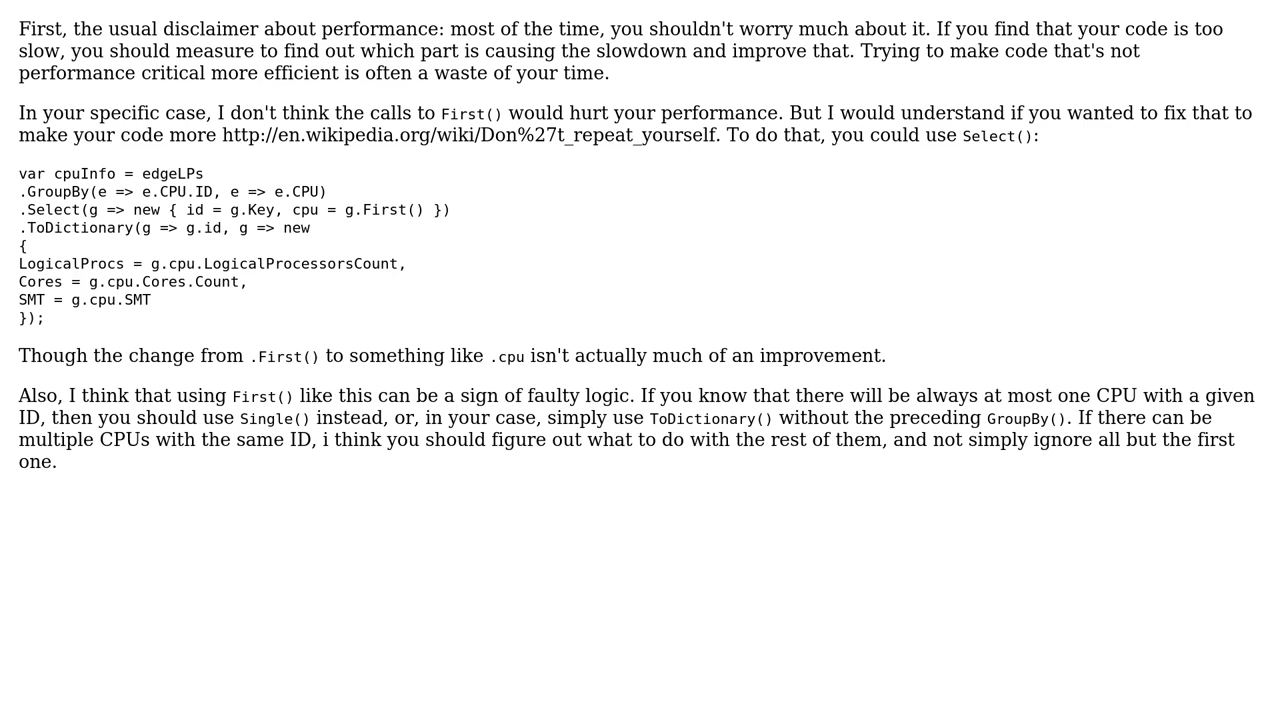 First, the usual disclaimer about performance: most of the time, you shouldn't worry much about it. If you find that your code is too
slow, you should measure to find out which part is causing the slowdown and improve that. Trying to make code that's not
performance critical more efficient is often a waste of your time.
In your specific case, I don't think the calls to First() would hurt your performance. But I would understand if you wanted to fix that to
make your code more http://en.wikipedia.org/wiki/Don%27t_repeat_yourself. To do that, you could use Select():
var cpuInfo = edgeLPs
.GroupBy(e => e.CPU.ID, e => e.CPU)
.Select(g => new { id = g.Key, cpu = g.First() })
.ToDictionary(g => g.id, g => new
{
LogicalProcs = g.cpu.LogicalProcessorsCount,
Cores = g.cpu.Cores.Count,
SMT = g.cpu.SMT
});
Though the change from .First() to something like .cpu isn't actually much of an improvement.
Also, I think that using First() like this can be a sign of faulty logic. If you know that there will be always at most one CPU with a given
ID, then you should use Single() instead, or, in your case, simply use ToDictionary() without the preceding GroupBy(). If there can be
multiple CPUs with the same ID, i think you should figure out what to do with the rest of them, and not simply ignore all but the first
one.